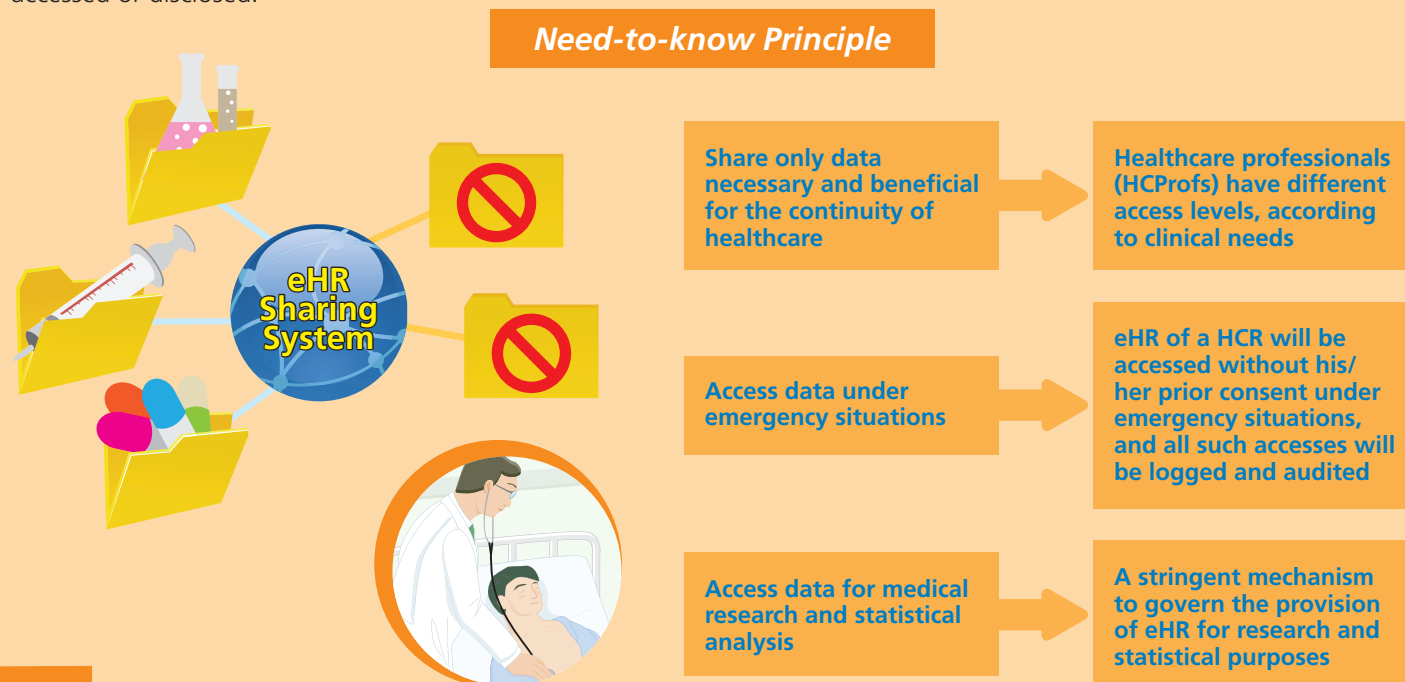 accessed or disclosed.
Need-to-know Principle
eHR
Sharing
System
Share only data
necessary and beneficial
for the continuity of
healthcare
Healthcare professionals
(HCProfs) have different
access levels, according
to clinical needs
Access data under
emergency situations
eHR of a HCR will be
accessed without his/
her prior consent under
emergency situations,
and all such accesses will
be logged and audited
Access data for medical
research and statistical
analysis
A stringent mechanism
to govern the provision
of eHR for research and
statistical purposes